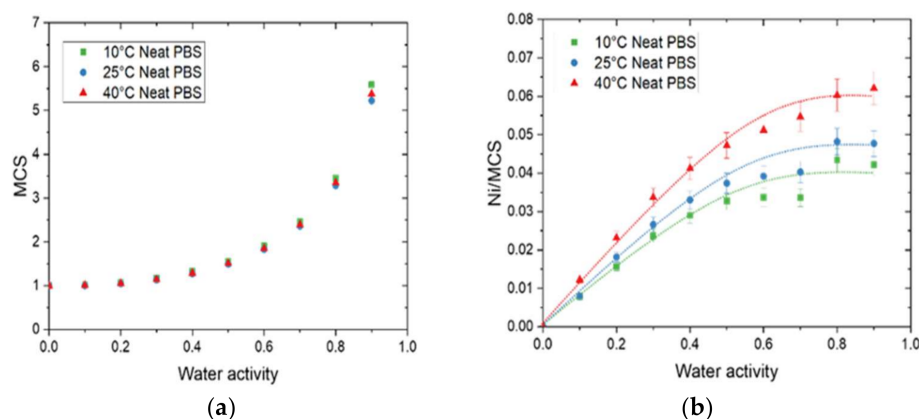 7
6
5
4
3
2
1
0
MCS
10°C Neat PBS
25°C Neat PBS
40°C Neat PBS
0.0 0.2 0.4 0.6 0.8 1.0
Water activity
(a)
0.08
0.07
0.06
0.05
0.04
0.03
0.02
0.01
0.00
Ni/MCS
10°C Neat PBS
25°C Neat PBS
40°C Neat PBS
0.0 0.2 0.4 0.6 0.8 1.0
Water activity
(b)